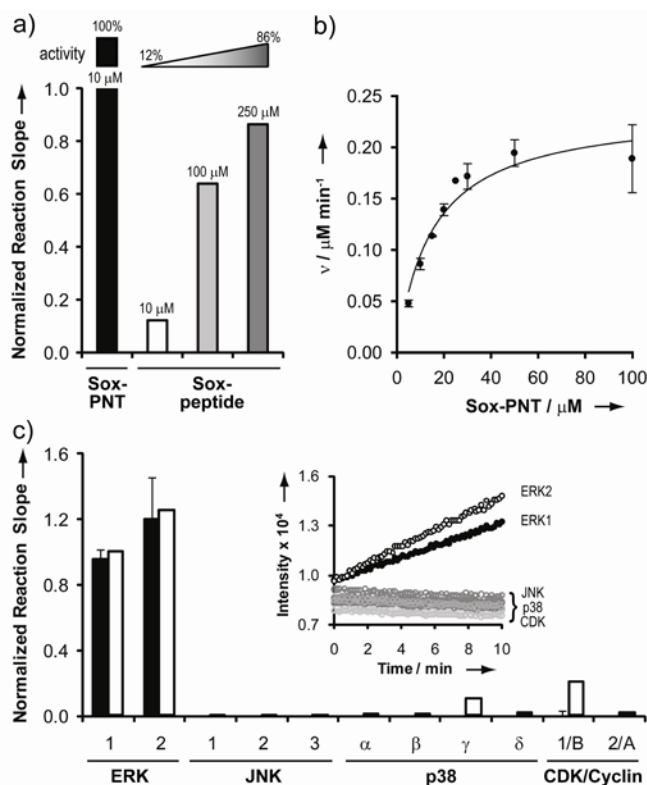 a)
100%
activity
12%
86%
Normalized Reaction Slope
1.0
0.8
0.6
0.4
0.2
0.0
10 μM
10 μM
100 μM
250 μM
Sox-
PNT
Sox-
peptide
b)
ν / μM min⁻¹
0.25
0.20
0.15
0.10
0.05
0.00
0 20 40 60 80 100
Sox-PNT / μM
c)
Normalized Reaction Slope
1.6
1.2
0.8
0.4
0.0
1 2 1 2 3 α β γ δ 1/B 2/A
ERK JNK p38 CDK/Cyclin
Intensity x 10⁴
1.6
1.3
1.0
0.7
0 2 4 6 8 10
Time / min
ERK2
ERK1
JNK
p38
CDK